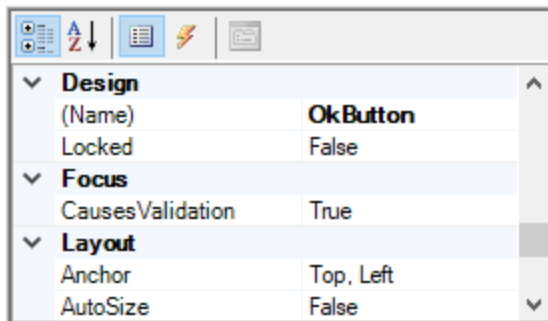 A
Z
Design
(Name) OkButton
Locked False
Focus
CausesValidation True
Layout
Anchor Top, Left
AutoSize False